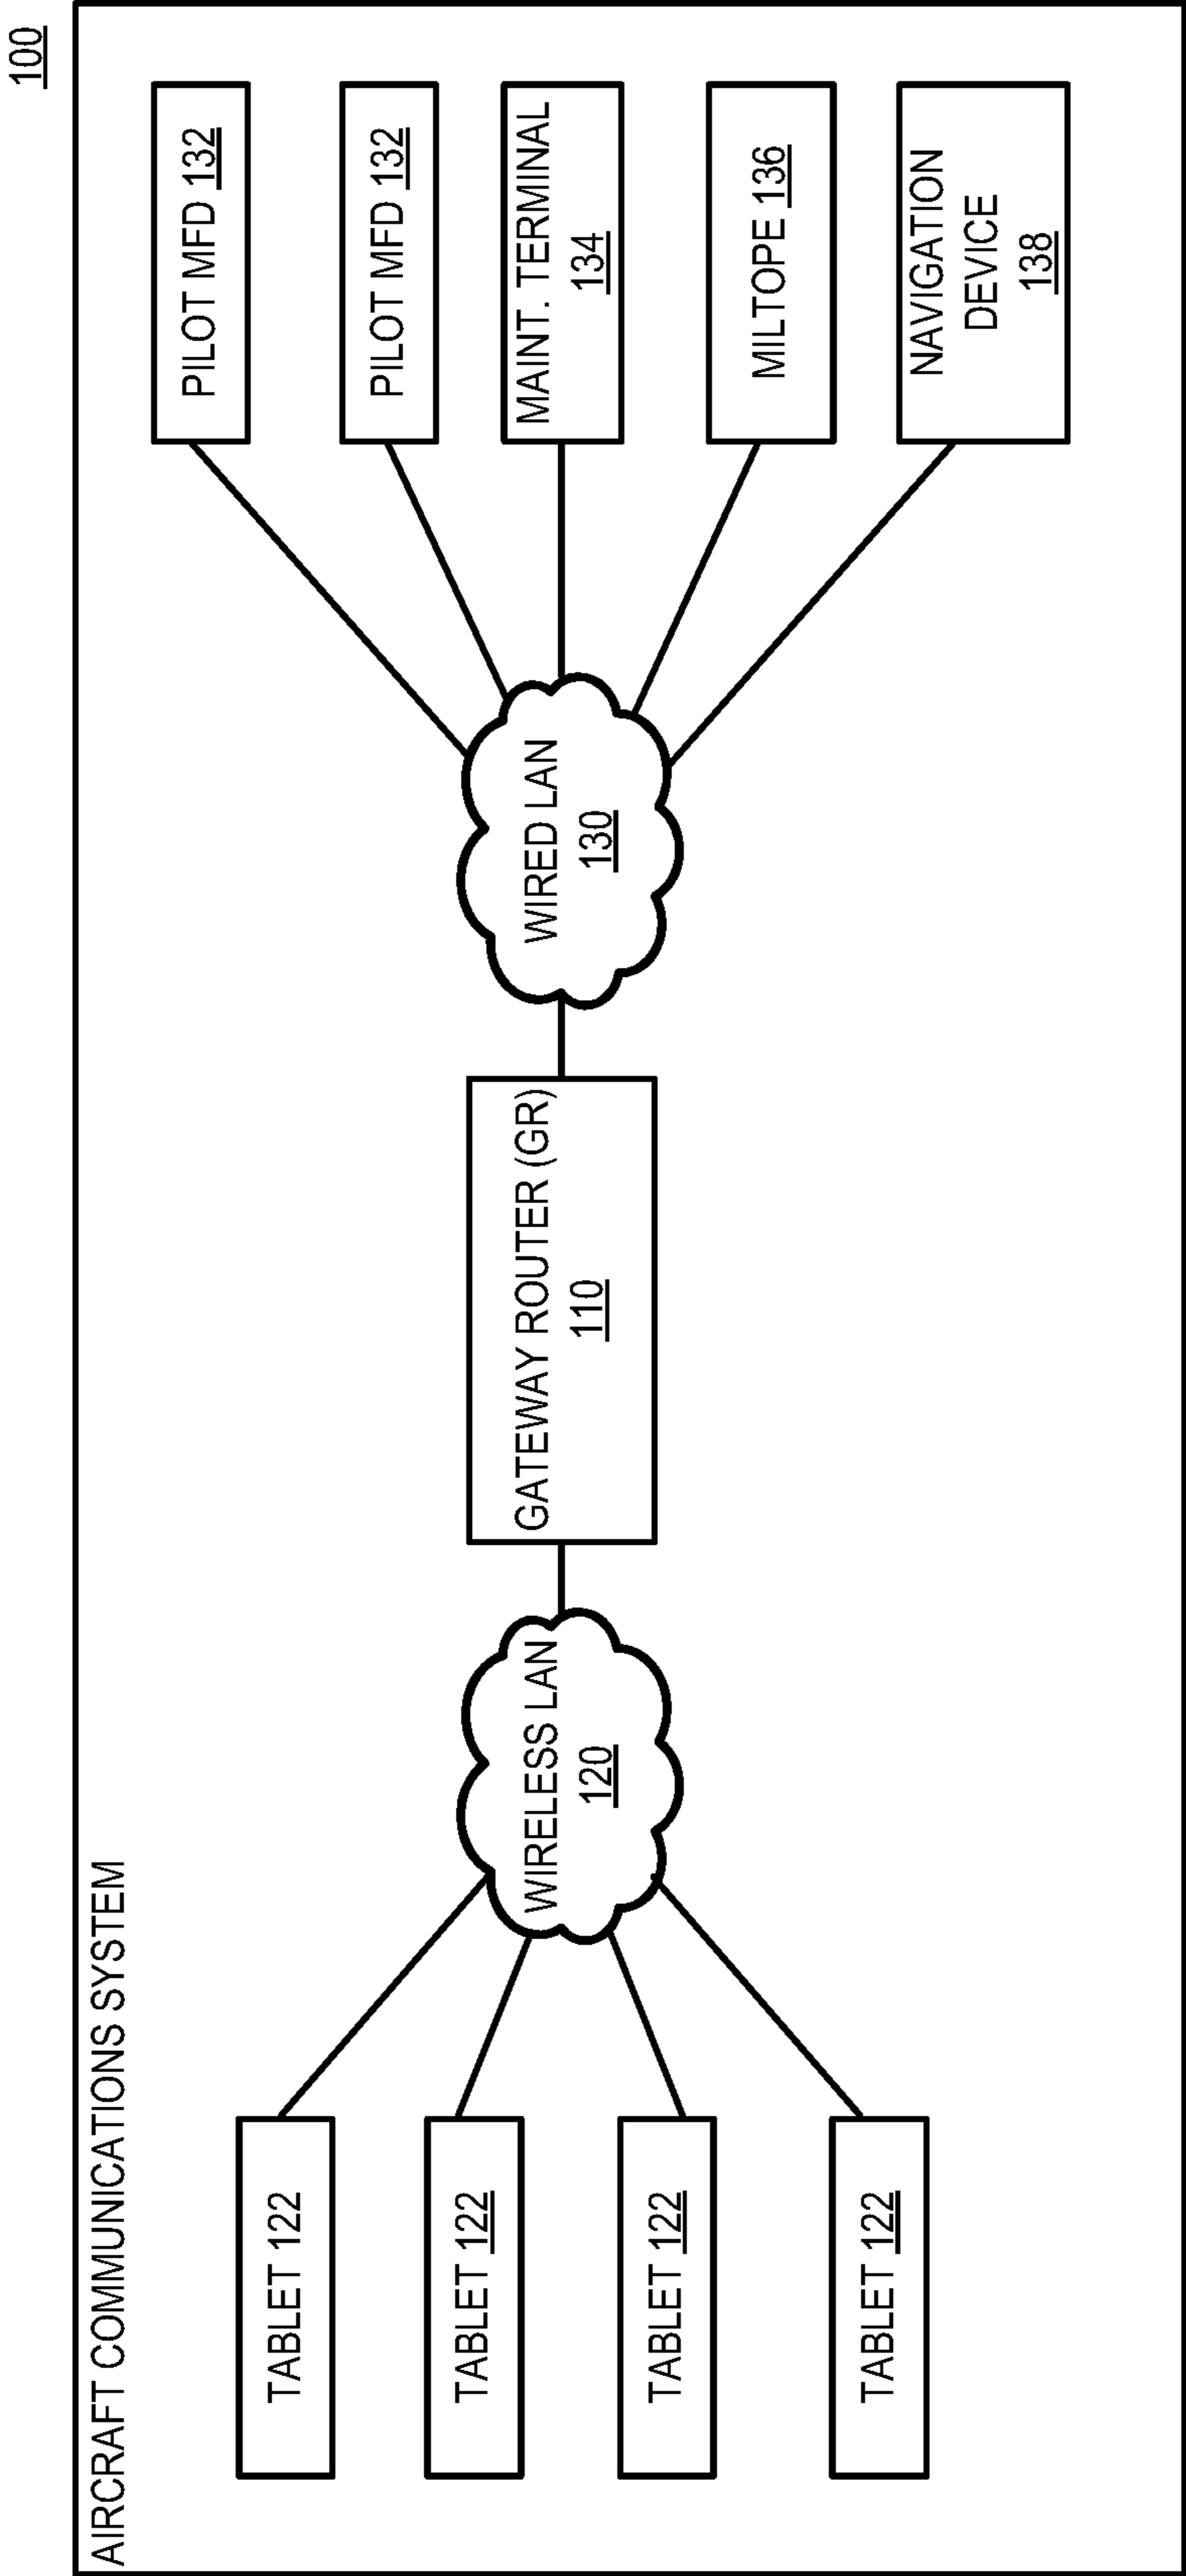 100
AIRCRAFT COMMUNICATIONS SYSTEM
TABLET 122
TABLET 122
TABLET 122
TABLET 122
WIRELESS LAN
120
GATEWAY ROUTER (GR)
110
WIRED LAN
130
PILOT MFD 132
PILOT MFD 132
MAINT. TERMINAL
134
MILTOPE 136
NAVIGATION
DEVICE
138